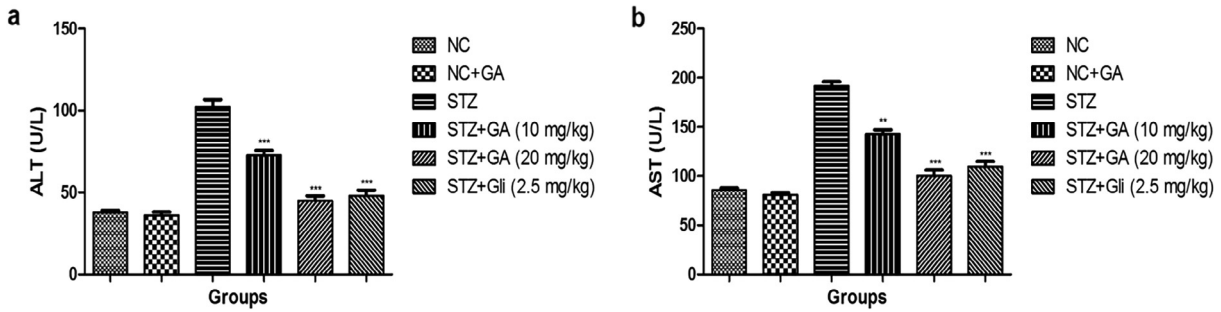 a
150
100
50
0
ALT (U/L)
Groups
***
***
***
NC
NC+GA
STZ
STZ+GA (10 mg/kg)
STZ+GA (20 mg/kg)
STZ+Gli (2.5 mg/kg)
b
250
200
150
100
50
0
AST (U/L)
Groups
**
***
***
NC
NC+GA
STZ
STZ+GA (10 mg/kg)
STZ+GA (20 mg/kg)
STZ+Gli (2.5 mg/kg)